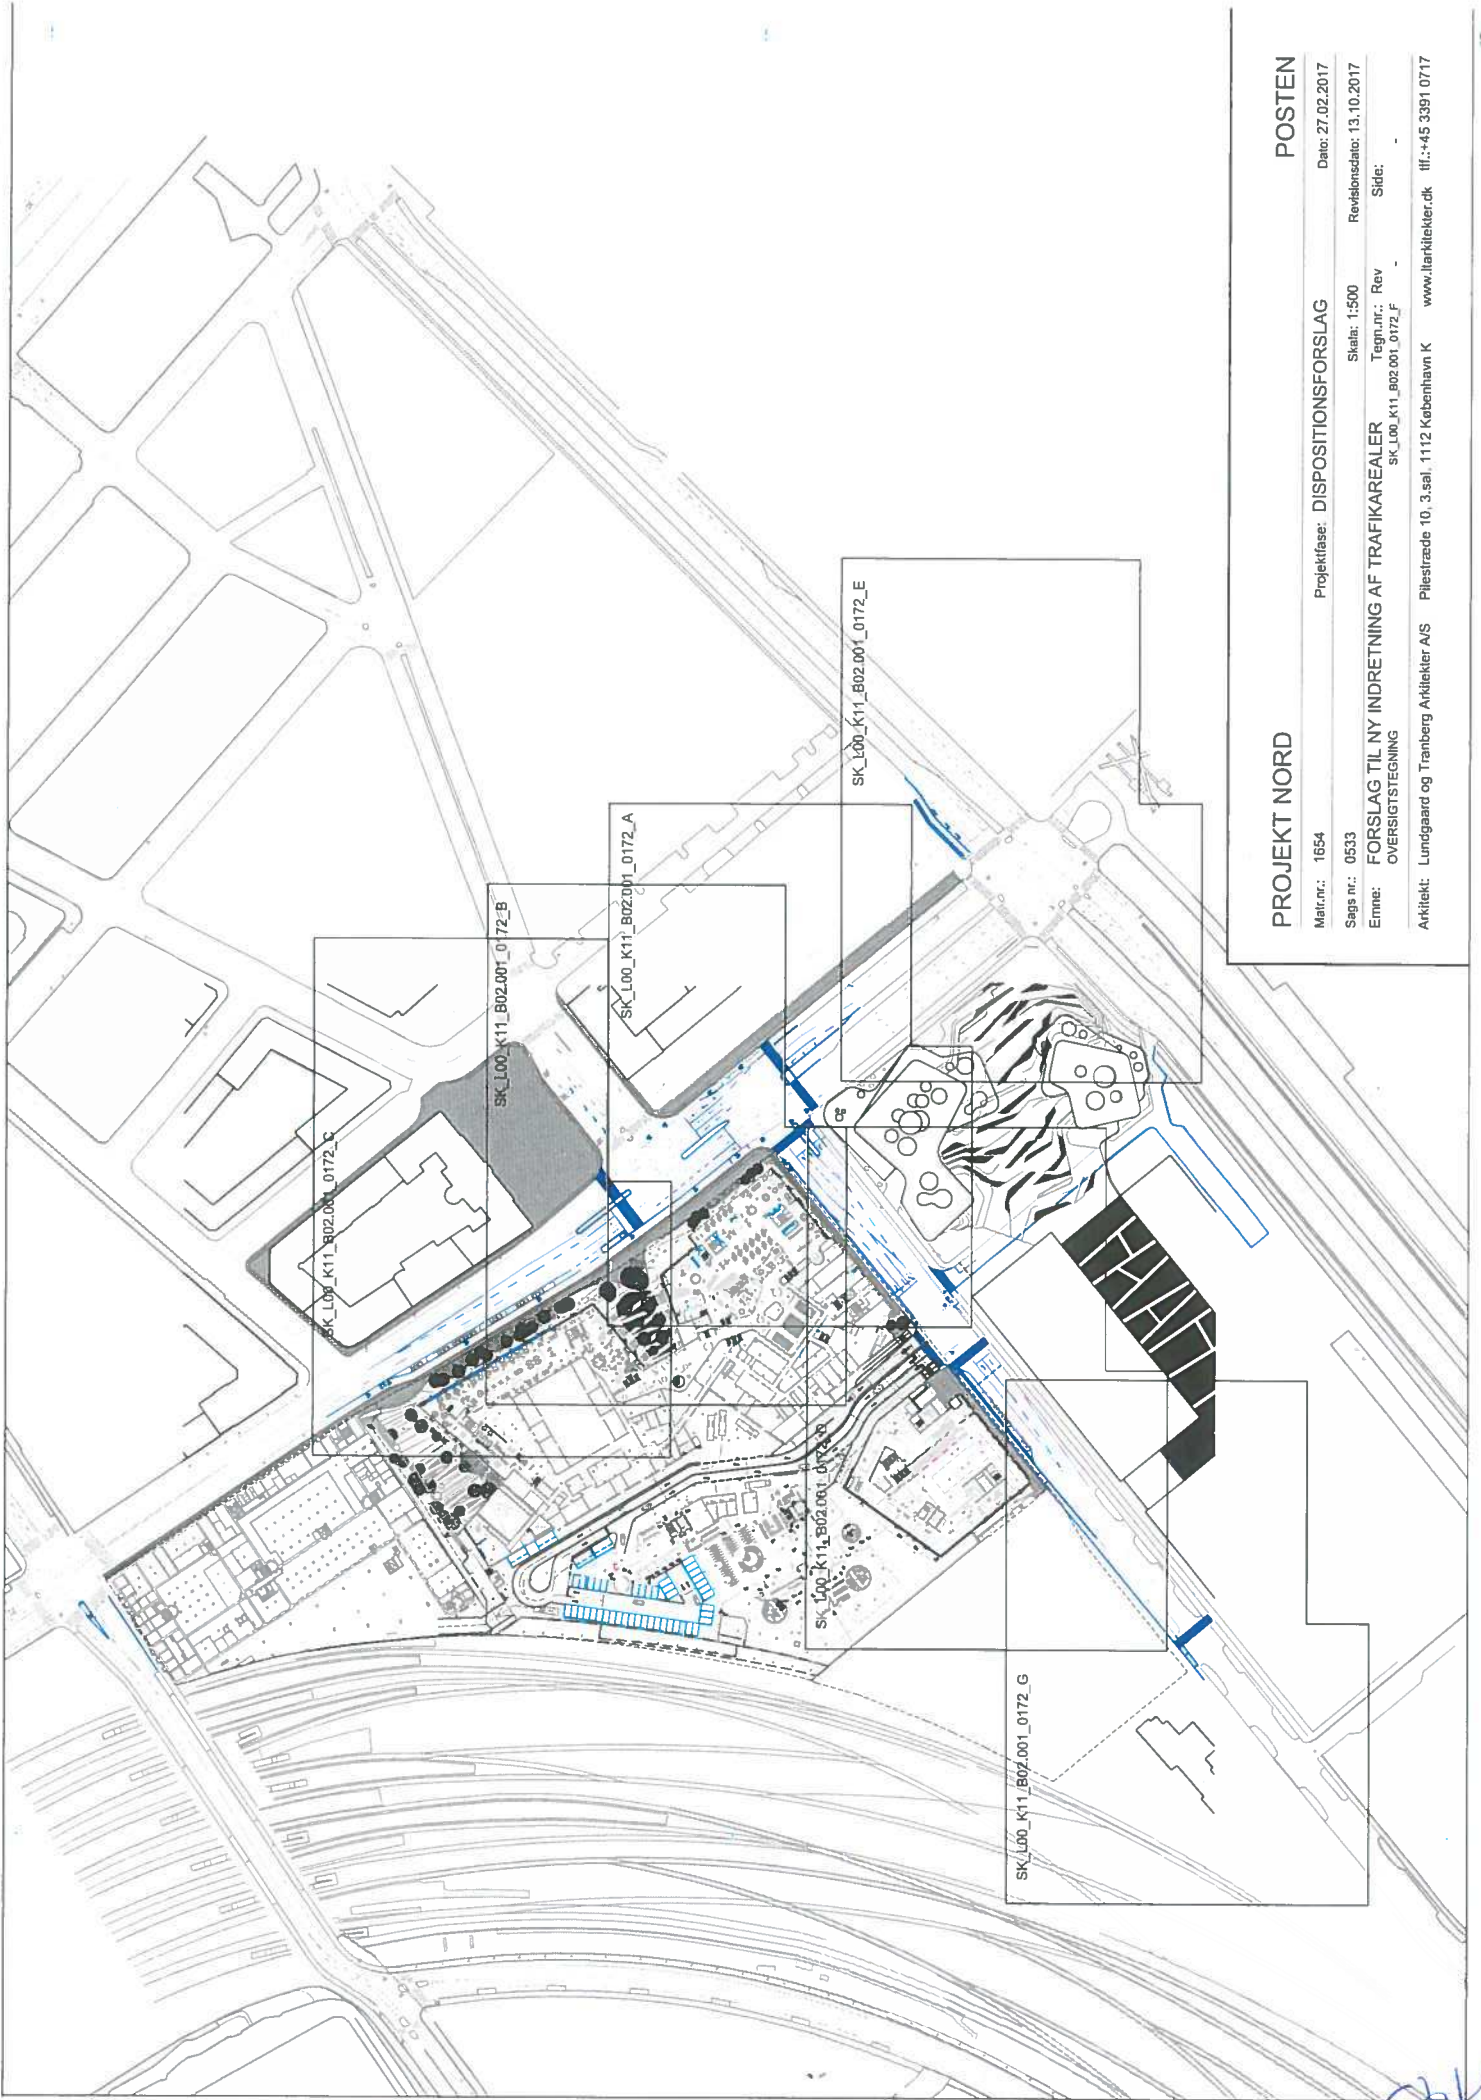 SK_L00_K11_B02.001_0172_C
SK_L00_K11_B02.001_0172_B
SK_L00_K11_B02.001_0172_A
SK_L00_K11_B02.001_0172_E
SK_L00_K11_B02.001_0172_D
SK_L00_K11_B02.001_0172_G
PROJEKT NORD POSTEN
Matr.nr.: 1654 Projektfase: DISPOSITIONSFORSLAG Dato: 27.02.2017
Sags nr.: 0533 Skala: 1:500 Revisionsdato: 13.10.2017
Emne: FORSLAG TIL NY INDRETNING AF TRAFIKAREALER Tegn.nr.: Rev Side:
OVERSIGTSTEGNING SK_L00_K11_B02.001_0172_F - -
Arkitekt: Lundgaard og Tranberg Arkitekter A/S Pilestræde 10, 3.sal, 1112 København K www.ltarkitekter.dk tlf.:+45 3391 0717